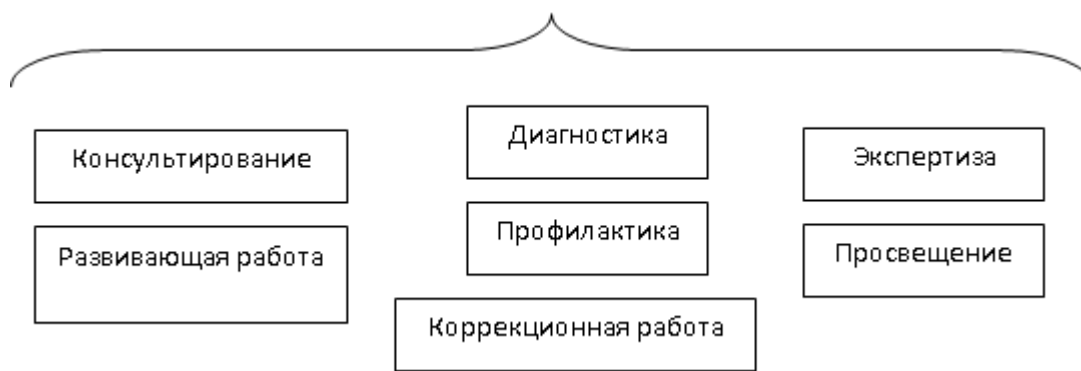 Консультирование
Развивающая работа
Диагностика
Профилактика
Коррекционная работа
Экспертиза
Просвещение